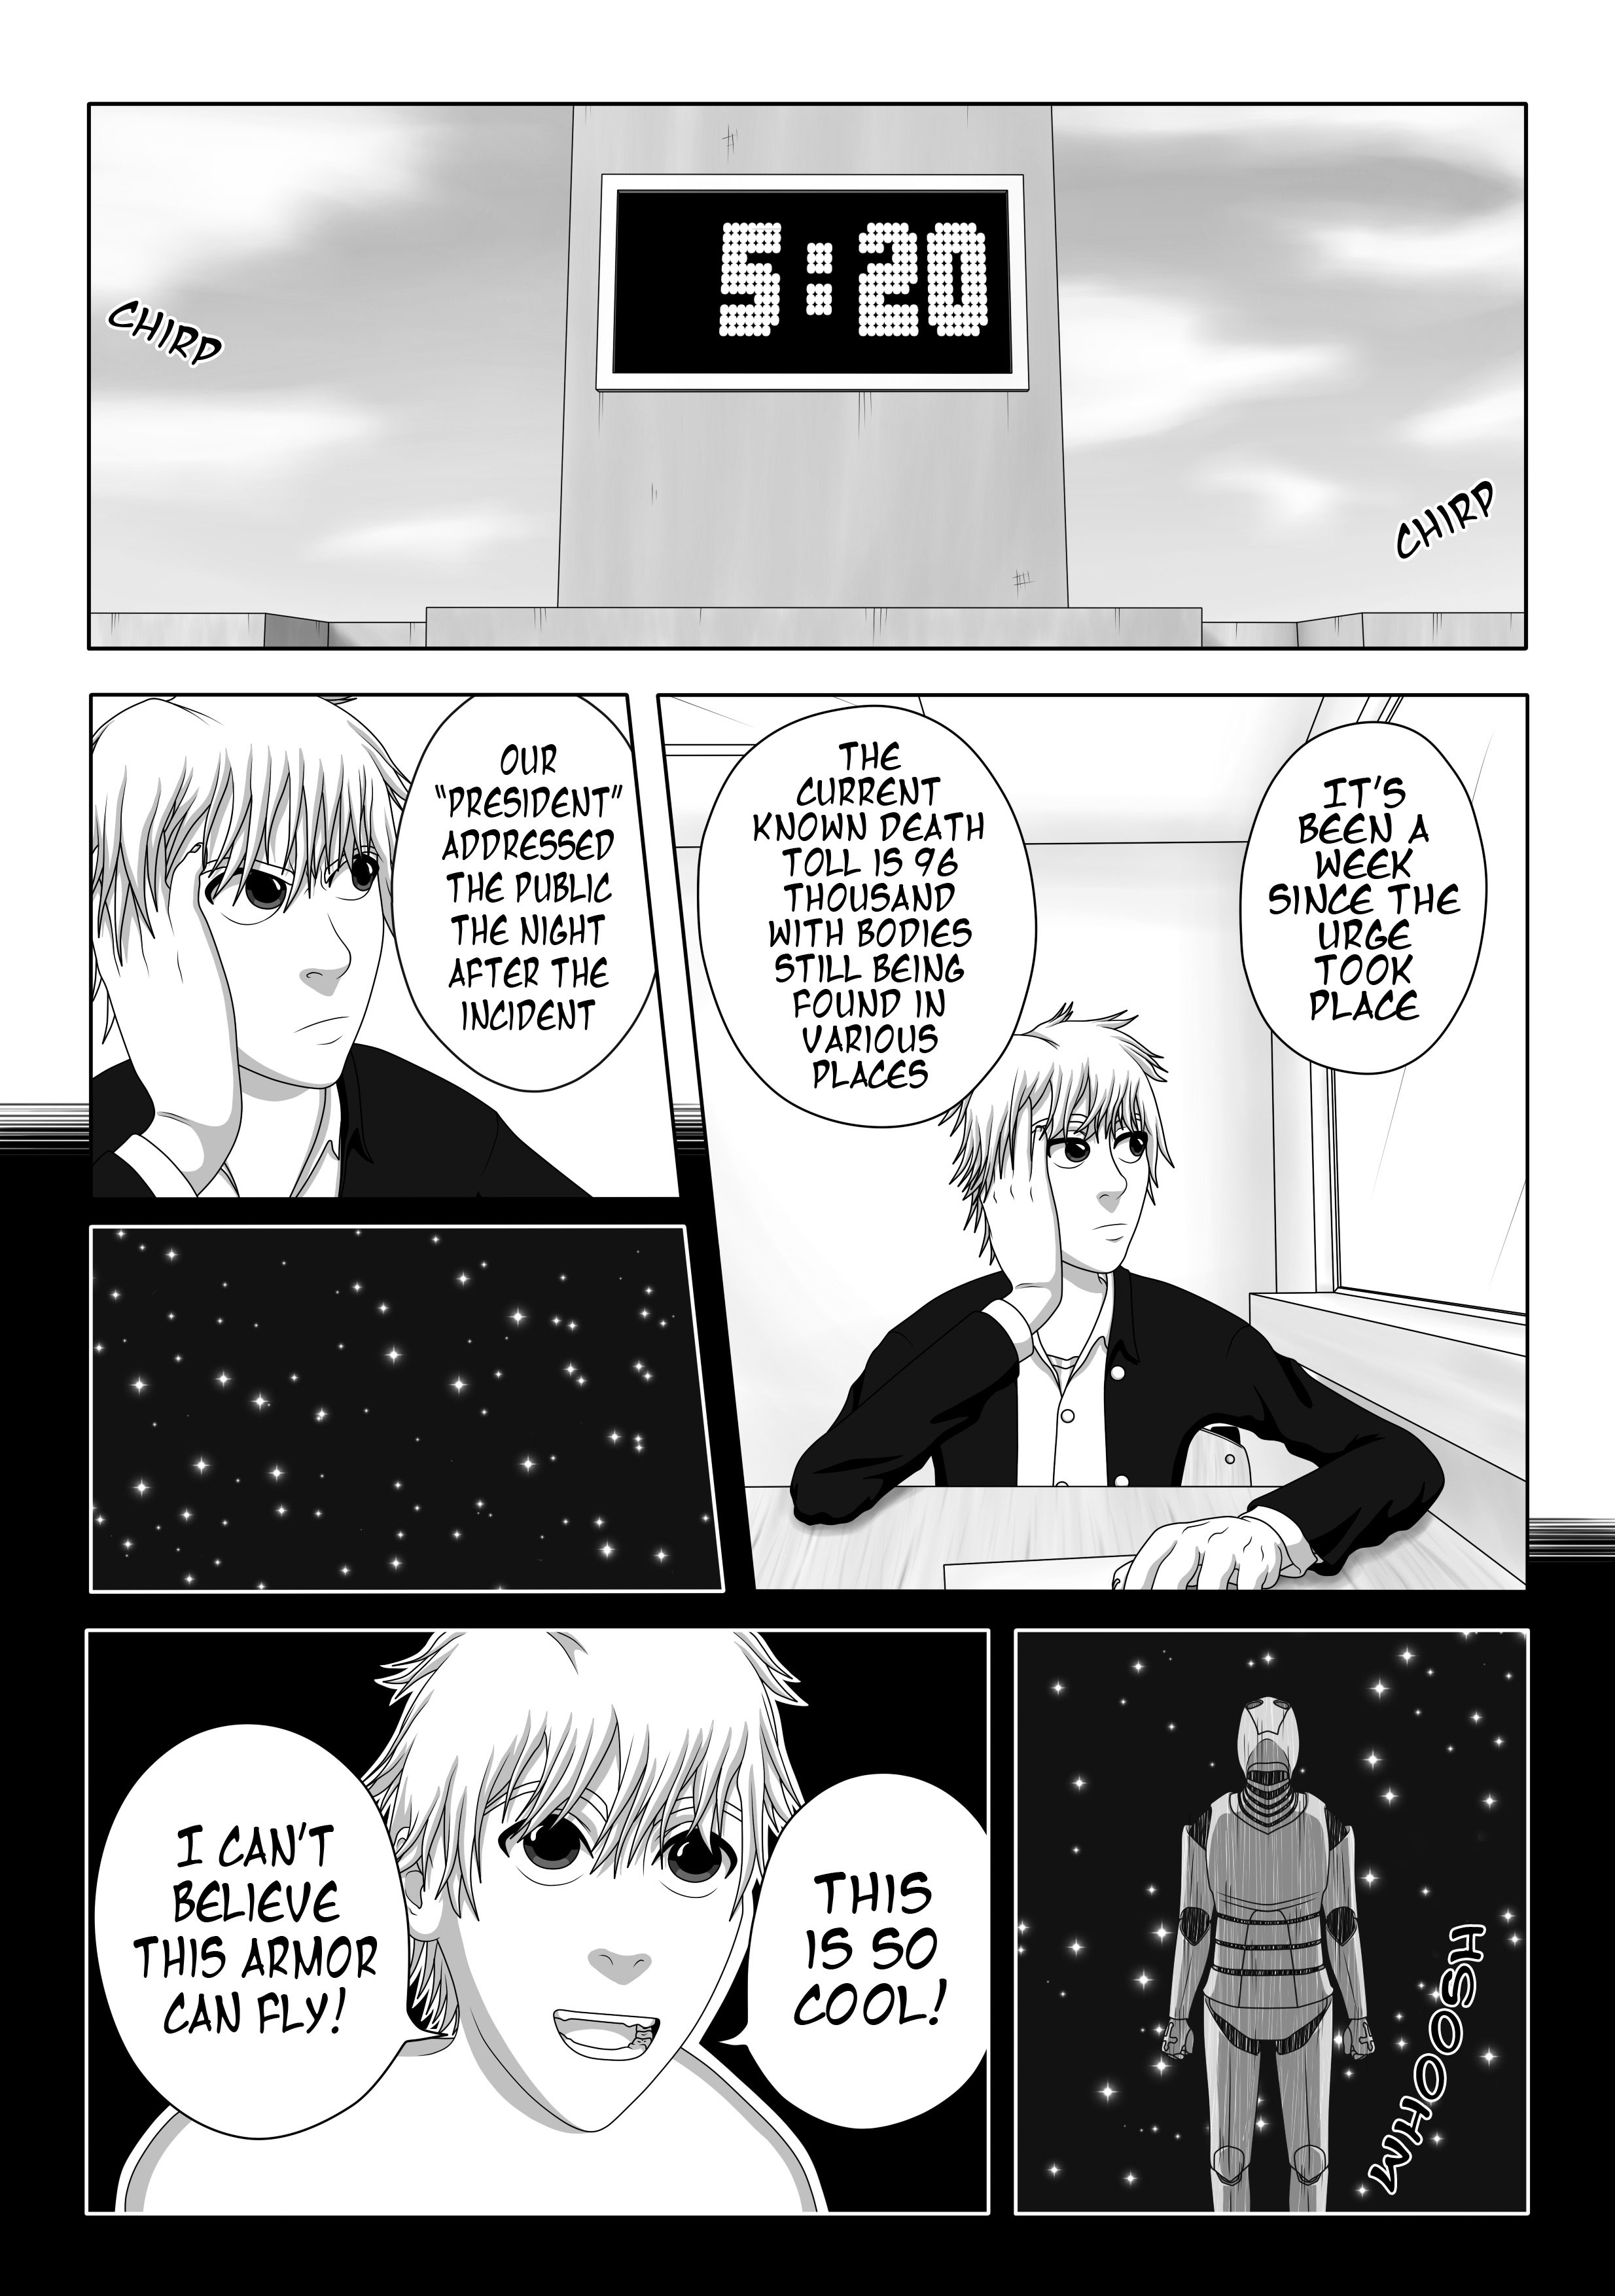 5:20
CHIRP
CHIRP
IT'S
BEEN A
WEEK
SINCE THE
URGE
TOOK
PLACE
THE
CURRENT
KNOWN DEATH
TOLL IS 96
THOUSAND
WITH BODIES
STILL BEING
FOUND IN
VARIOUS
PLACES
OUR
"PRESIDENT"
ADDRESSED
THE PUBLIC
THE NIGHT
AFTER THE
INCIDENT
WHOOOSH
THIS
IS SO
COOL!
I CAN'T
BELIEVE
THIS ARMOR
CAN FLY!